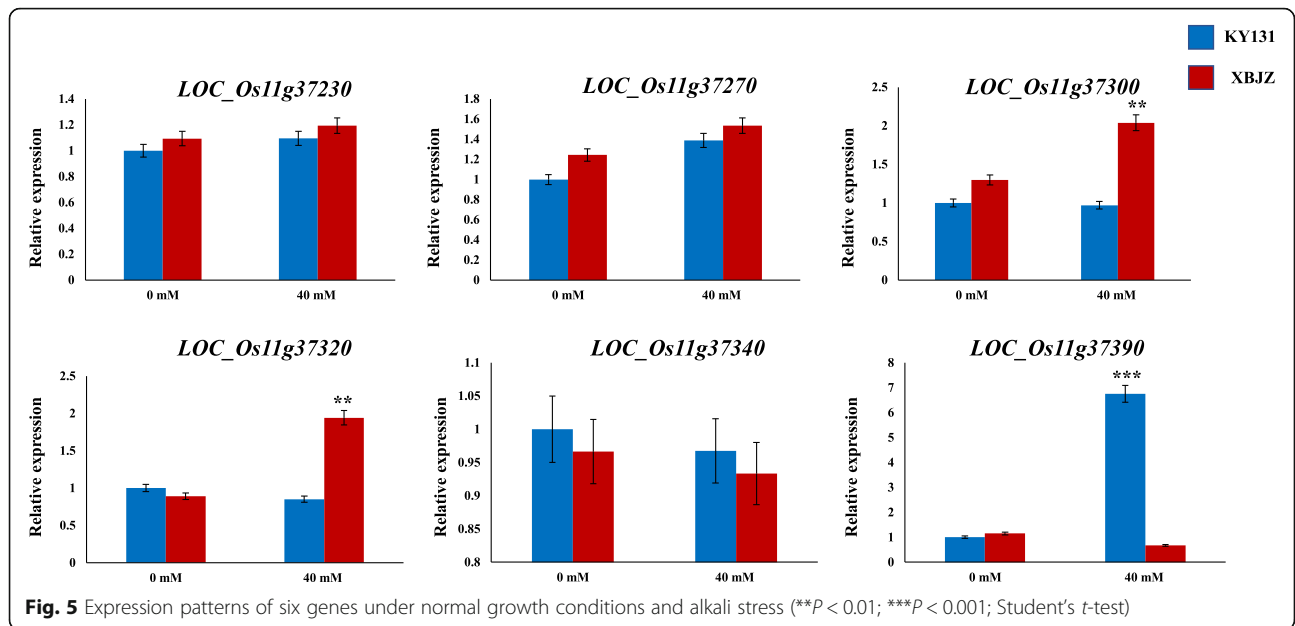 KY131
XBJZ
LOC_Os11g37230
Relative expression
1.4
1.2
1
0.8
0.6
0.4
0.2
0
0 mM
40 mM
LOC_Os11g37270
Relative expression
1.8
1.6
1.4
1.2
1
0.8
0.6
0.4
0.2
0
0 mM
40 mM
LOC_Os11g37300
Relative expression
2.5
2
1.5
1
0.5
0
**
0 mM
40 mM
LOC_Os11g37320
Relative expression
2.5
2
1.5
1
0.5
0
**
0 mM
40 mM
LOC_Os11g37340
Relative expression
1.1
1.05
1
0.95
0.9
0.85
0.8
0 mM
40 mM
LOC_Os11g37390
Relative expression
8
7
6
5
4
3
2
1
0
***
0 mM
40 mM
Fig. 5 Expression patterns of six genes under normal growth conditions and alkali stress (**P < 0.01; ***P < 0.001; Student's t-test)